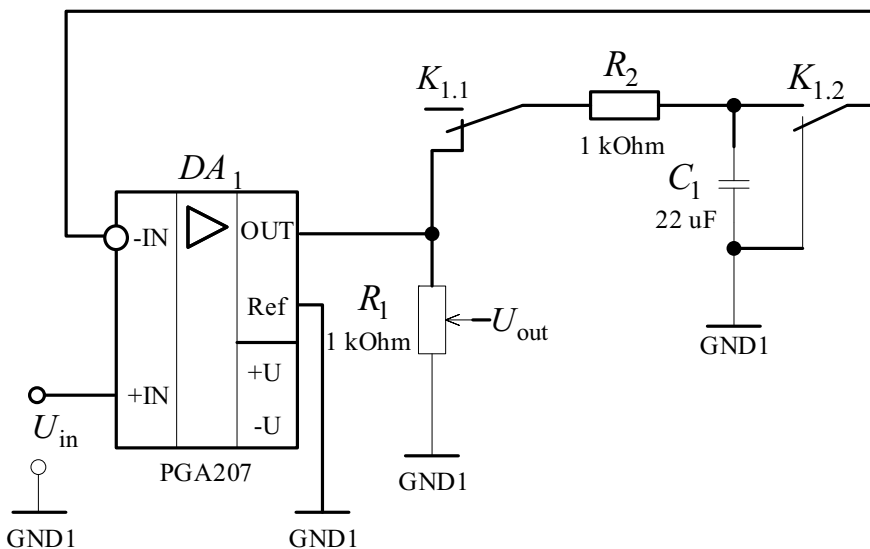 K1.1
R2
1 kOhm
K1.2
C1
22 uF
GND1
DA1
-IN
OUT
Ref
+IN
+U
-U
PGA207
Uin
GND1
GND1
R1
1 kOhm
Uout
GND1